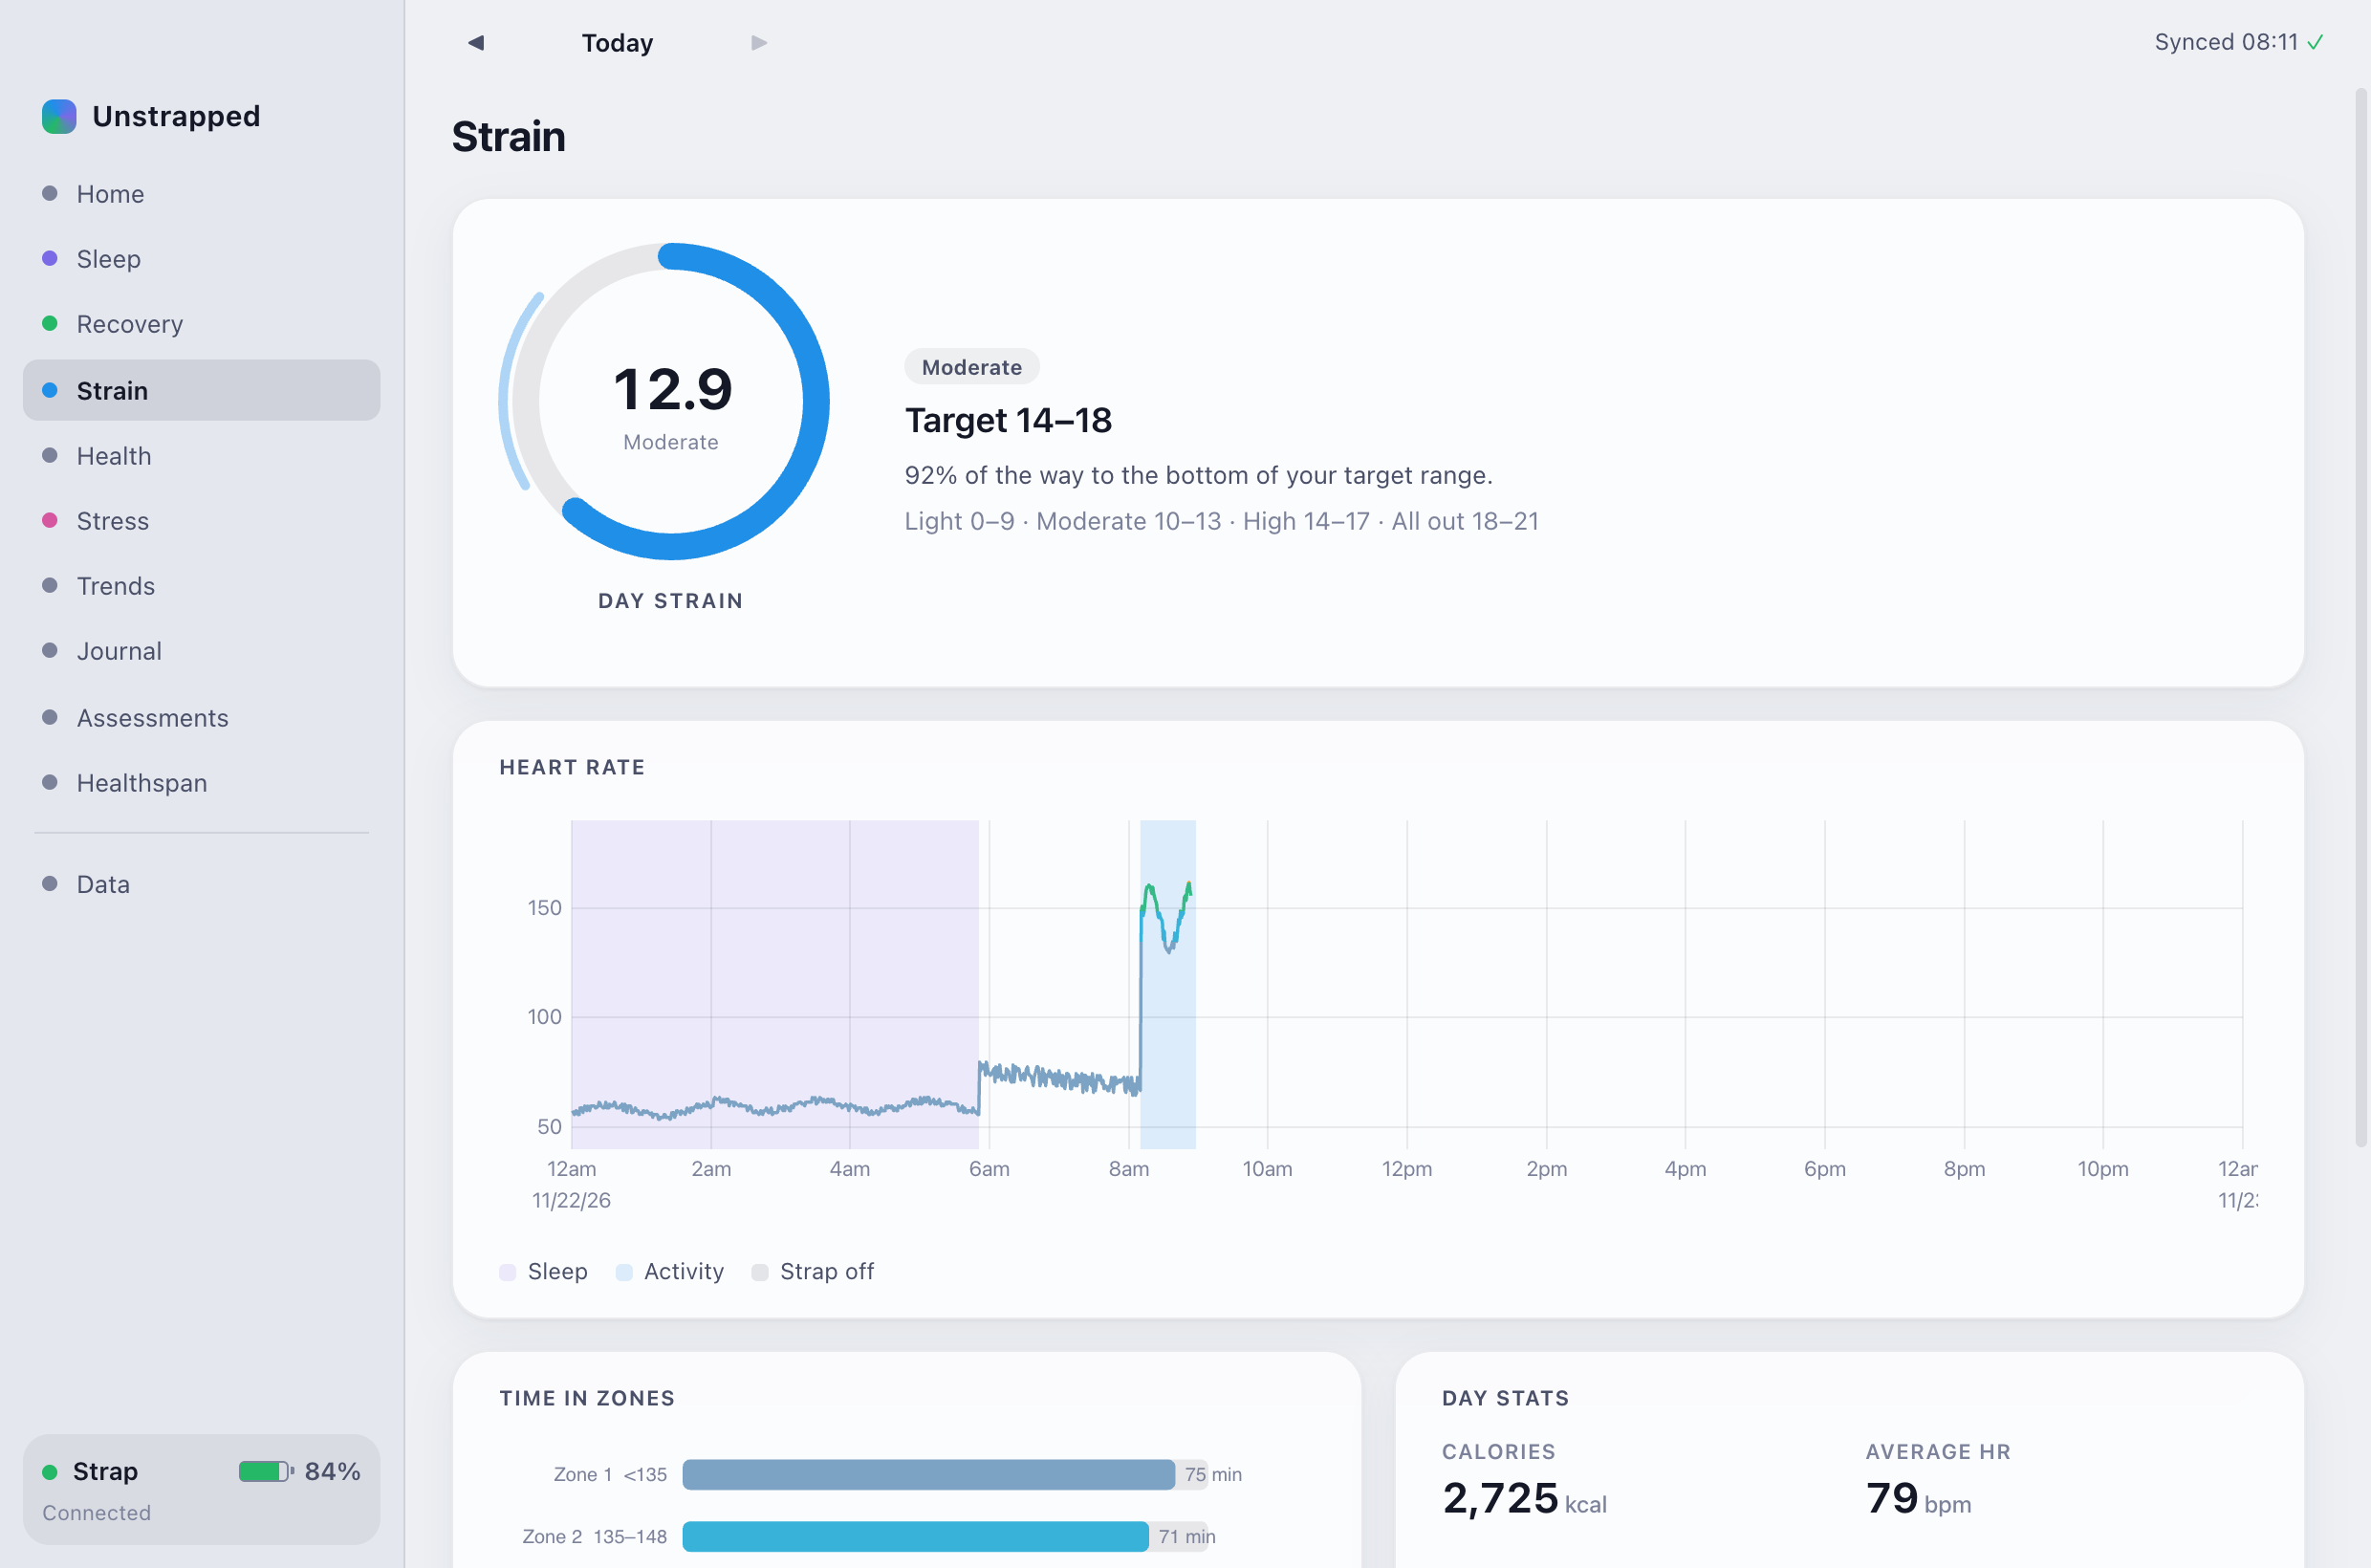 Today
Synced 08:11
Unstrapped
Home
Sleep
Recovery
Strain
Health
Stress
Trends
Journal
Assessments
Healthspan
Data
Strap
84%
Connected
Strain
12.9
Moderate
DAY STRAIN
Moderate
Target 14–18
92% of the way to the bottom of your target range.
Light 0–9 · Moderate 10–13 · High 14–17 · All out 18–21
HEART RATE
150
100
50
12am 2am 4am 6am 8am 10am 12pm 2pm 4pm 6pm 8pm 10pm
11/22/26
Sleep Activity Strap off
TIME IN ZONES
Zone 1 <135 75 min
Zone 2 135–148 71 min
DAY STATS
CALORIES
2,725 kcal
AVERAGE HR
79 bpm